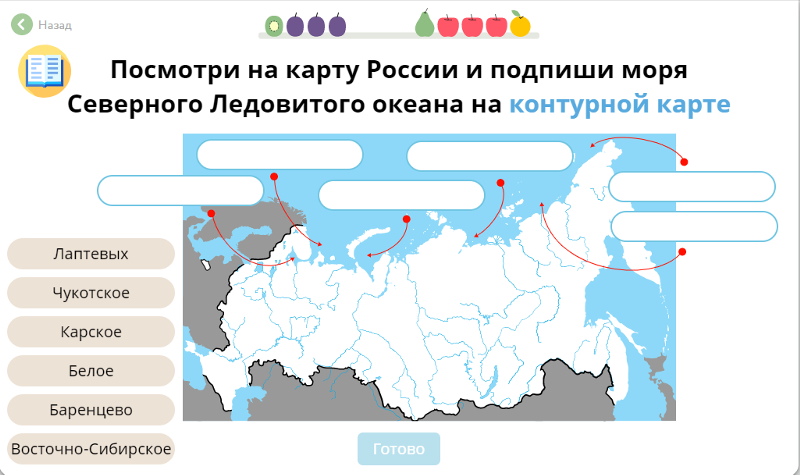 Назад
Посмотри на карту России и подпиши моря
Северного Ледовитого океана на контурной карте
Лаптевых
Чукотское
Карское
Белое
Баренцево
Восточно-Сибирское
Готово